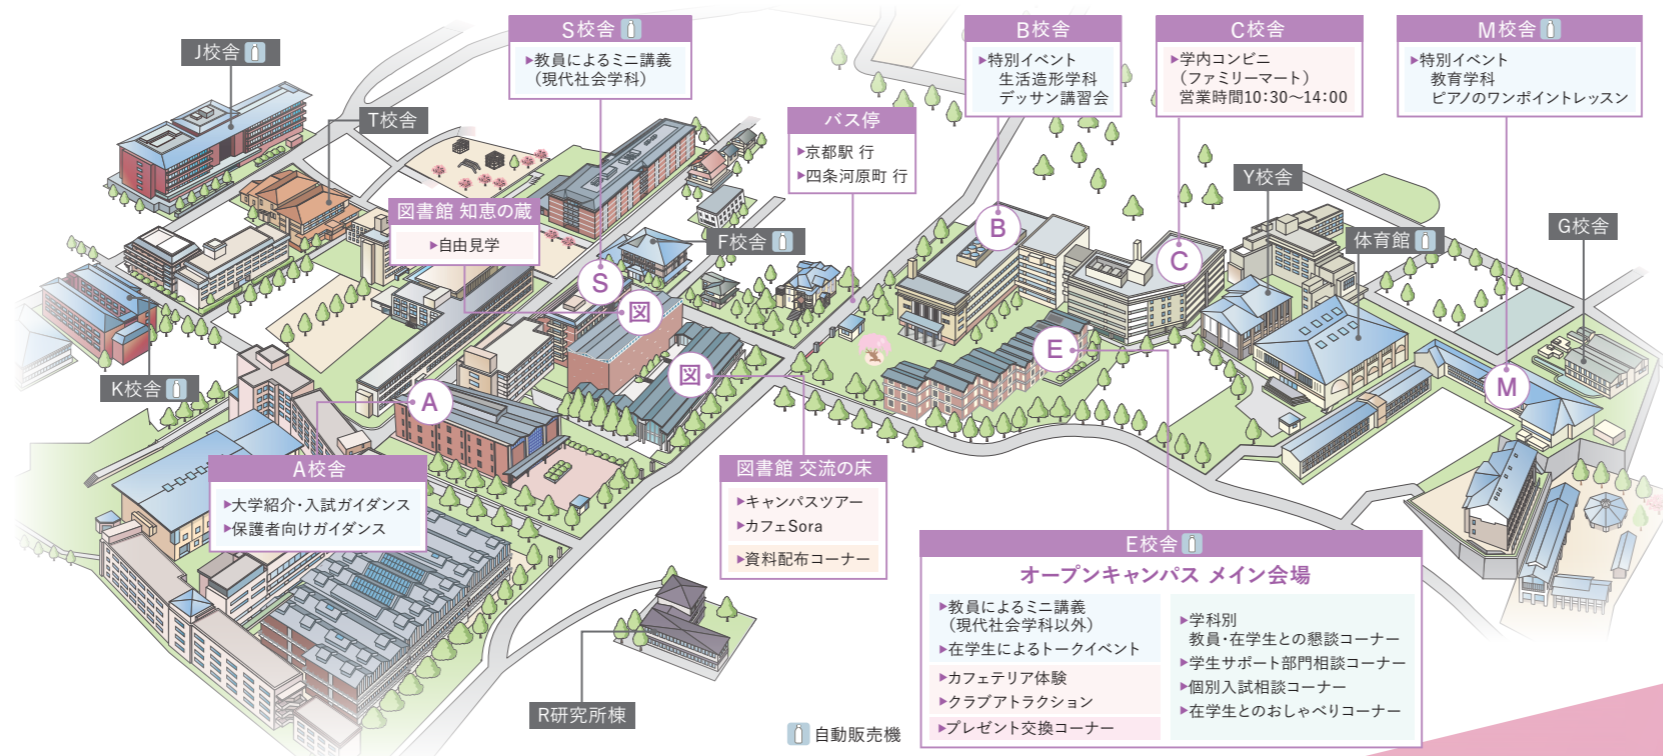 J校舎
T校舎
S校舎
▶教員によるミニ講義
(現代社会学科)
図書館 知恵の蔵
▶自由見学
F校舎
バス停
▶京都駅 行
▶四条河原町 行
B校舎
▶特別イベント
生活造形学科
デッサン講習会
C校舎
▶学内コンビニ
(ファミリーマート)
営業時間10:30〜14:00
M校舎
▶特別イベント
教育学科
ピアノのワンポイントレッスン
Y校舎
体育館
G校舎
B
C
S
図
図
E
A
M
K校舎
A校舎
▶大学紹介・入試ガイダンス
▶保護者向けガイダンス
図書館 交流の床
▶キャンパスツアー
▶カフェSora
▶資料配布コーナー
E校舎
オープンキャンパス メイン会場
▶教員によるミニ講義
(現代社会学科以外)
▶在学生によるトークイベント
▶カフェテリア体験
▶クラブアトラクション
▶プレゼント交換コーナー
▶学科別
教員・在学生との懇談コーナー
▶学生サポート部門相談コーナー
▶個別入試相談コーナー
▶在学生とのおしゃべりコーナー
R研究所棟
自動販売機